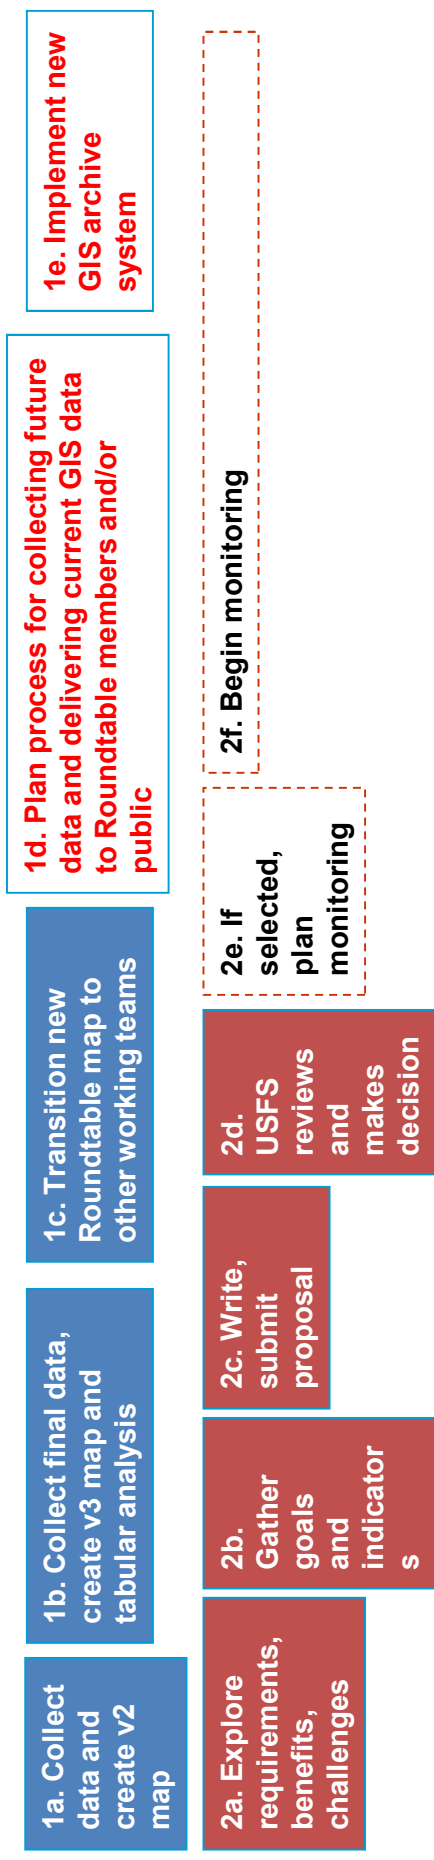 1a. Collect
data and
create v2
map
1b. Collect final data,
create v3 map and
tabular analysis
1c. Transition new
Roundtable map to
other working teams
1d. Plan process for collecting future
data and delivering current GIS data
to Roundtable members and/or
public
1e. Implement new
GIS archive
system
2a. Explore
requirements,
benefits,
challenges
2b.
Gather
goals
and
indicator
s
2c. Write,
submit
proposal
2d.
USFS
reviews
and
makes
decision
2e. If
selected,
plan
monitoring
2f. Begin monitoring